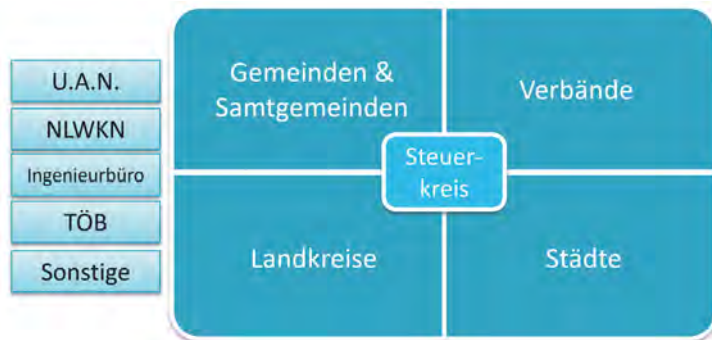 U.A.N.
NLWKN
Ingenieurbüro
TÖB
Sonstige
Gemeinden &
Samtgemeinden
Verbände
Steuer-
kreis
Landkreise
Städte